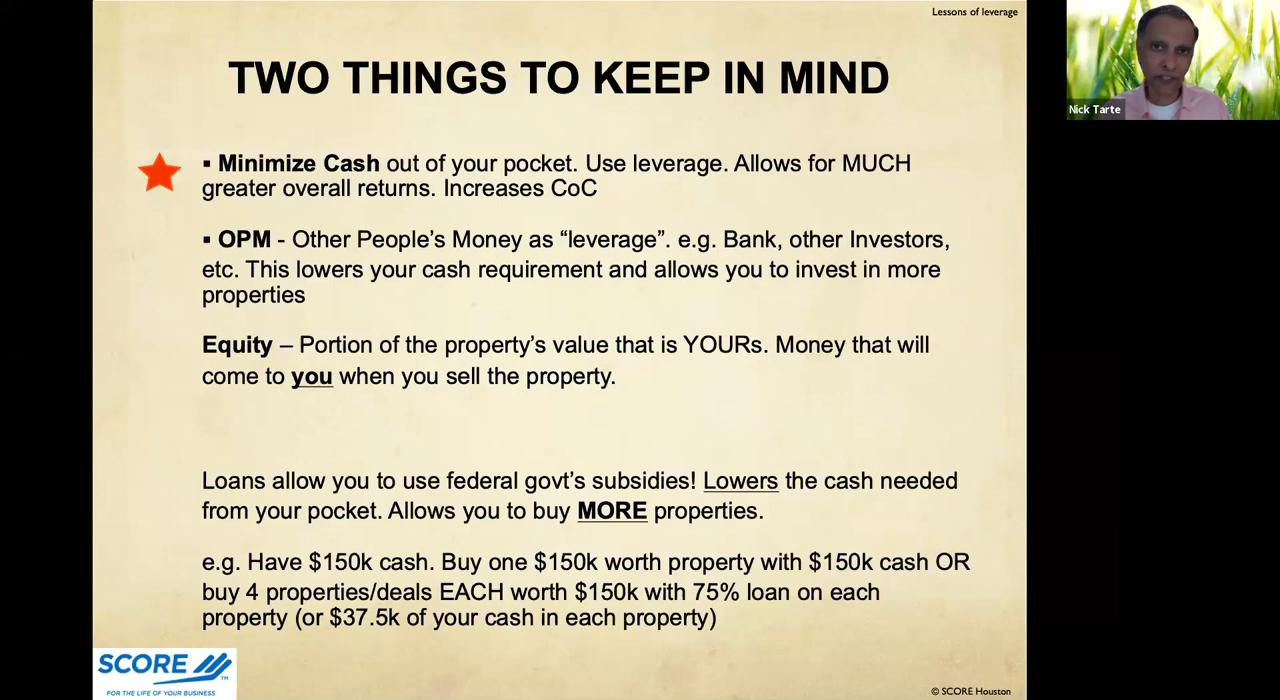 Lessons of leverage
TWO THINGS TO KEEP IN MIND
▪ Minimize Cash out of your pocket. Use leverage. Allows for MUCH
greater overall returns. Increases CoC
▪ OPM - Other People’s Money as “leverage”. e.g. Bank, other Investors,
etc. This lowers your cash requirement and allows you to invest in more
properties
Equity – Portion of the property’s value that is YOURs. Money that will
come to you when you sell the property.
Loans allow you to use federal govt’s subsidies! Lowers the cash needed
from your pocket. Allows you to buy MORE properties.
e.g. Have $150k cash. Buy one $150k worth property with $150k cash OR
buy 4 properties/deals EACH worth $150k with 75% loan on each
property (or $37.5k of your cash in each property)
SCORE TM
FOR THE LIFE OF YOUR BUSINESS
© SCORE Houston
Nick Tarte